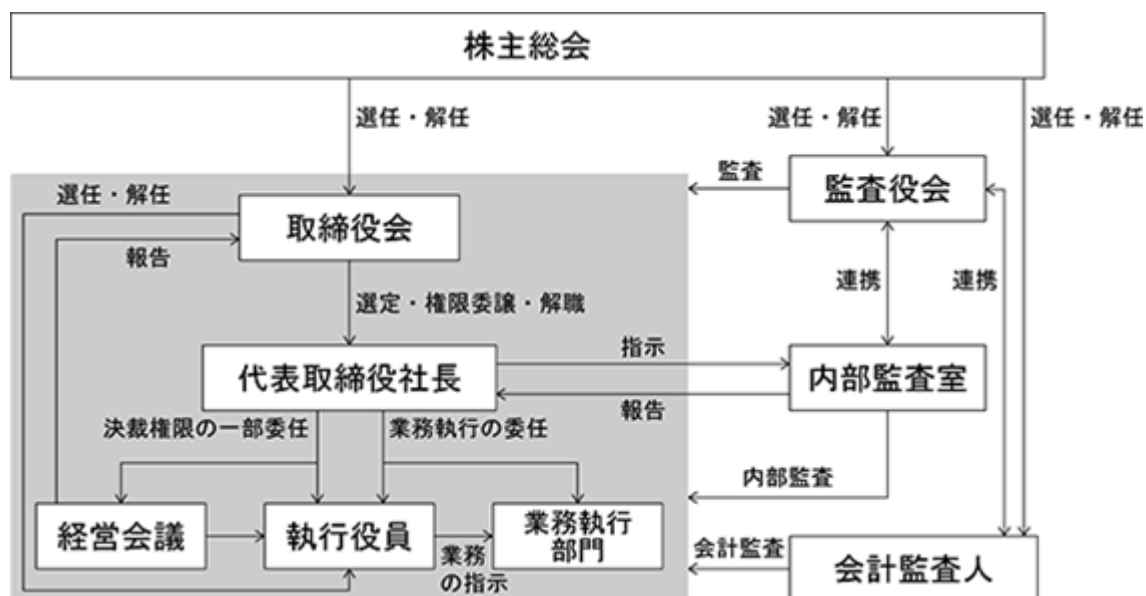 株主総会
選任・解任
選任・解任
選任・解任
監査
監査役会
選任・解任
取締役会
報告
連携
連携
選定・権限委譲・解職
指示
代表取締役社長
内部監査室
報告
決裁権限の一部委任
業務執行の委任
内部監査
経営会議
執行役員
業務執行
部門
会計監査
業務
の指示
会計監査人